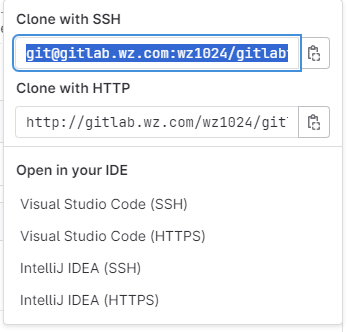 Clone with SSH
git@gitlab.wz.com:wz1024/gitlab
Clone with HTTP
http://gitlab.wz.com/wz1024/git
Open in your IDE
Visual Studio Code (SSH)
Visual Studio Code (HTTPS)
IntelliJ IDEA (SSH)
IntelliJ IDEA (HTTPS)